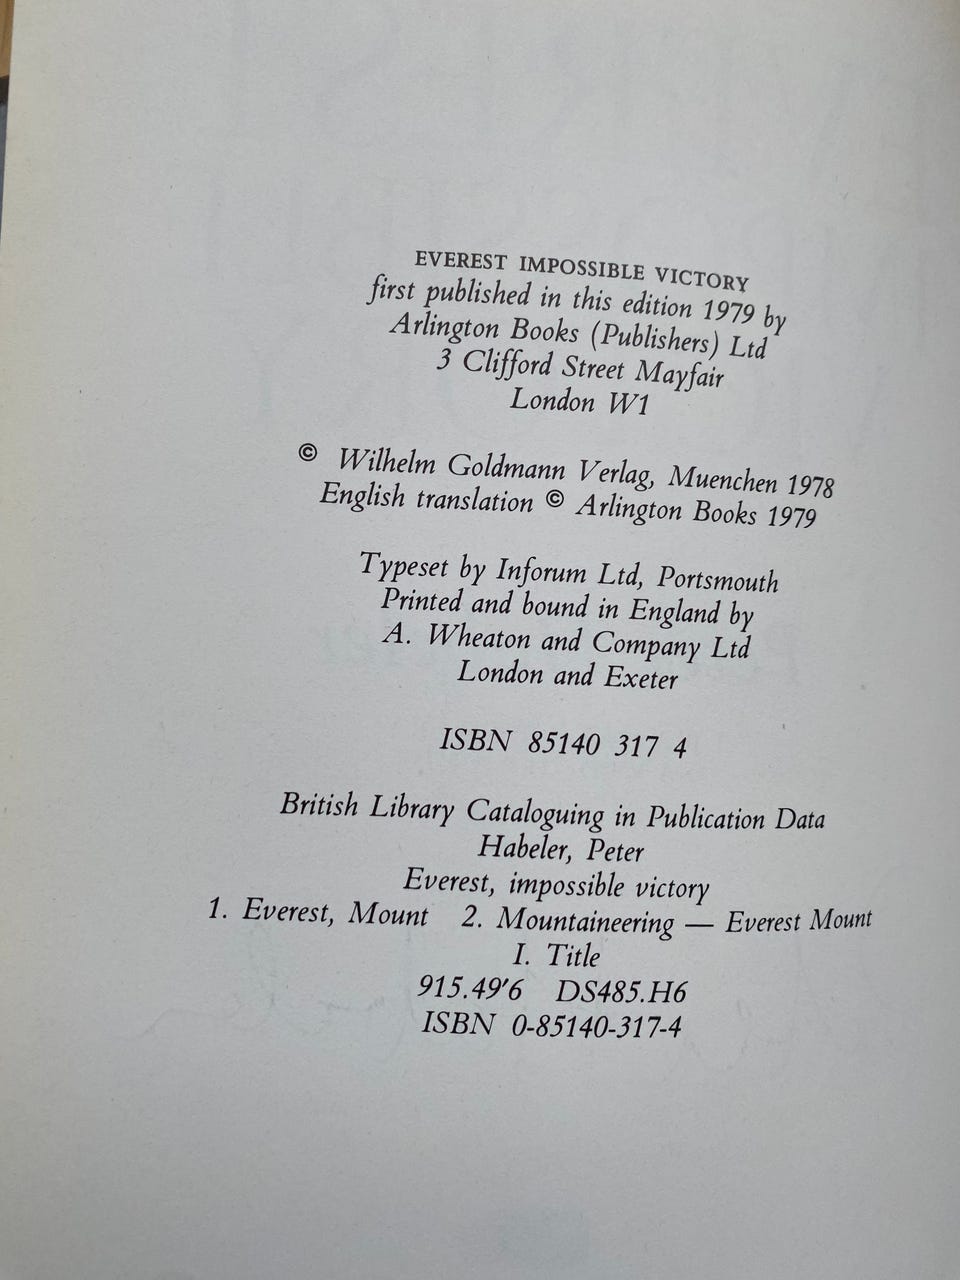 EVEREST IMPOSSIBLE VICTORY
first published in this edition 1979 by
Arlington Books (Publishers) Ltd
3 Clifford Street Mayfair
London W1
© Wilhelm Goldmann Verlag, Muenchen 1978
English translation © Arlington Books 1979
Typeset by Inforum Ltd, Portsmouth
Printed and bound in England by
A. Wheaton and Company Ltd
London and Exeter
ISBN 85140 317 4
British Library Cataloguing in Publication Data
Habeler, Peter
Everest, impossible victory
1. Everest, Mount 2. Mountaineering — Everest Mount
I. Title
915.49'6 DS485.H6
ISBN 0-85140-317-4